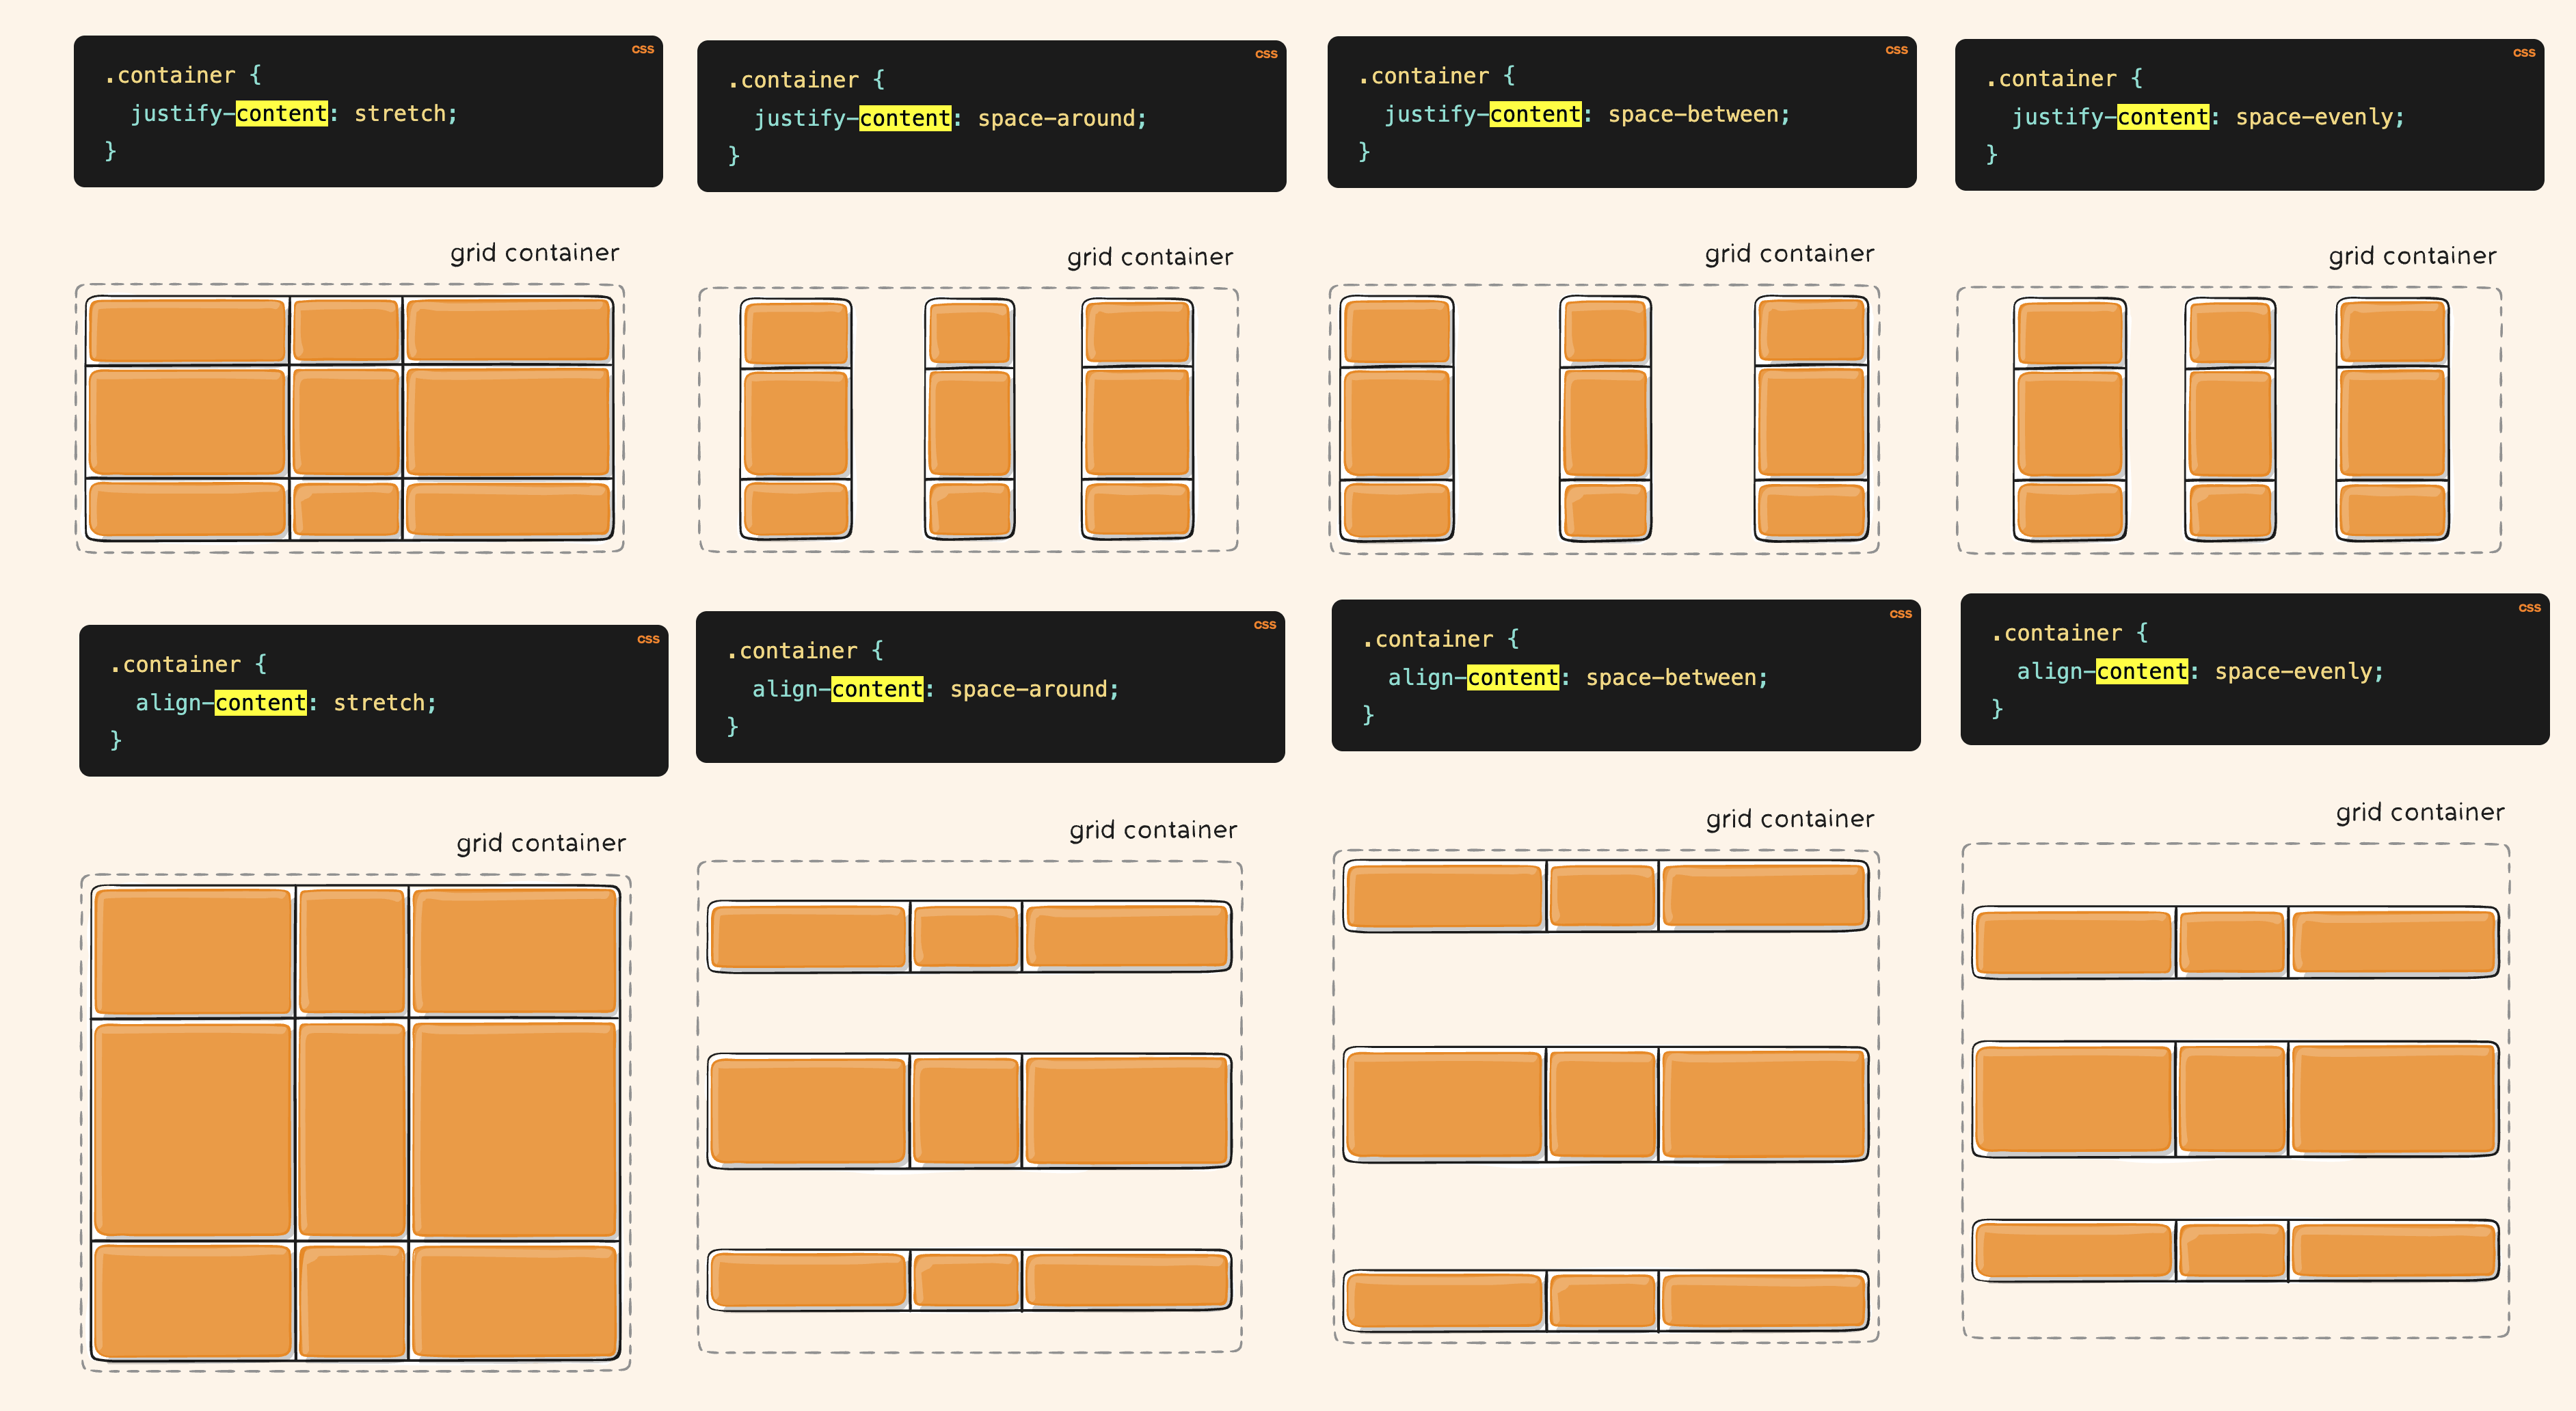 css
.container {
  justify-content: stretch;
}
grid container
css
.container {
  justify-content: space-around;
}
grid container
css
.container {
  justify-content: space-between;
}
grid container
css
.container {
  justify-content: space-evenly;
}
grid container
css
.container {
  align-content: stretch;
}
grid container
css
.container {
  align-content: space-around;
}
grid container
css
.container {
  align-content: space-between;
}
grid container
css
.container {
  align-content: space-evenly;
}
grid container